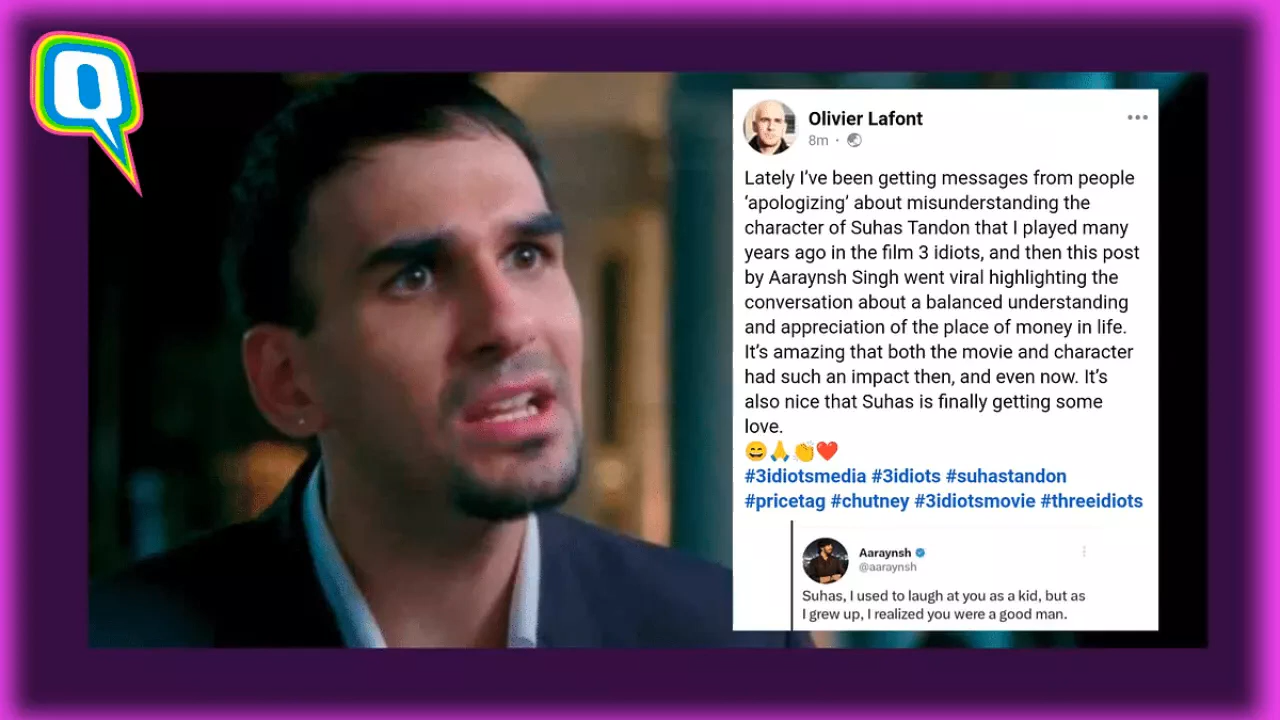 Q
Olivier Lafont
8m ·
Lately I’ve been getting messages from people
‘apologizing’ about misunderstanding the
character of Suhas Tandon that I played many
years ago in the film 3 idiots, and then this post
by Aaraynsh Singh went viral highlighting the
conversation about a balanced understanding
and appreciation of the place of money in life.
It’s amazing that both the movie and character
had such an impact then, and even now. It’s
also nice that Suhas is finally getting some
love.
😄🙏👏❤️
#3idiotsmedia #3idiots #suhastandon
#pricetag #chutney #3idiotsmovie #threeidiots
Aaraynsh
@aaraynsh
Suhas, I used to laugh at you as a kid, but as
I grew up, I realized you were a good man.